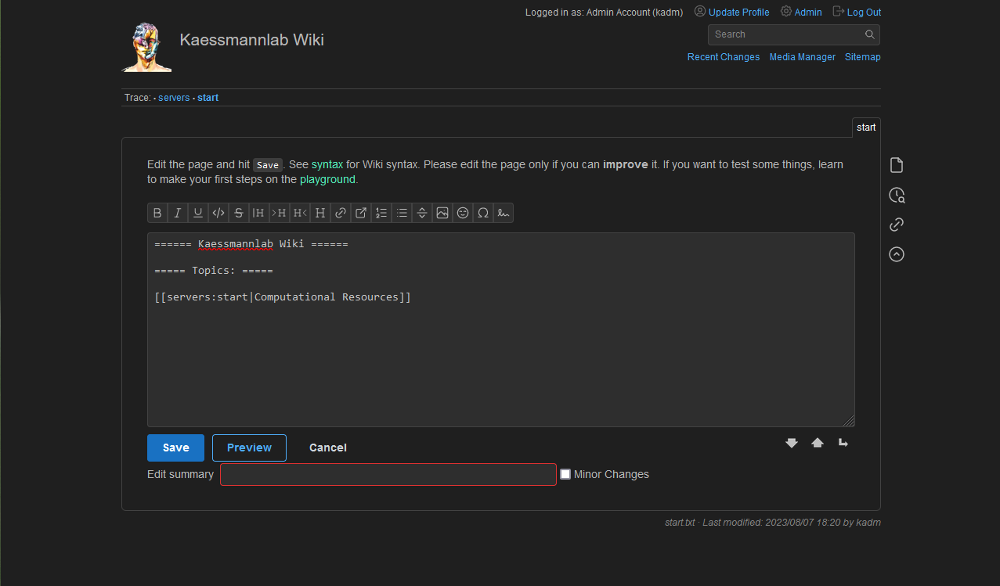 Logged in as: Admin Account (kadm) Update Profile Admin Log Out
Kaessmannlab Wiki
Search
Recent Changes Media Manager Sitemap
Trace: • servers • start
start
Edit the page and hit Save. See syntax for Wiki syntax. Please edit the page only if you can improve it. If you want to test some things, learn
to make your first steps on the playground.
====== Kaessmannlab Wiki ======
===== Topics: =====
[[servers:start|Computational Resources]]
Save Preview Cancel
Edit summary Minor Changes
start.txt · Last modified: 2023/08/07 18:20 by kadm